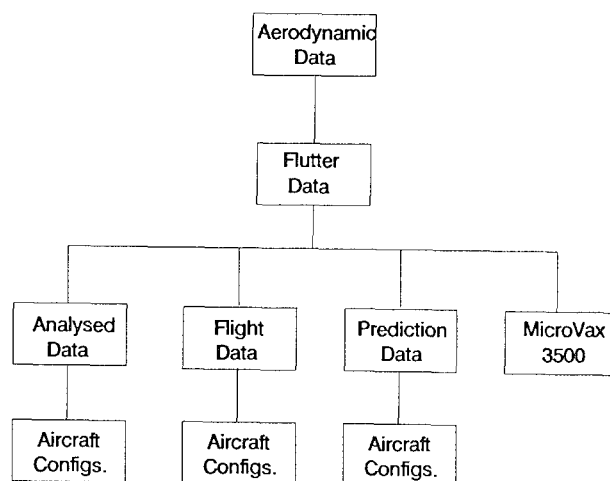 Aerodynamic
Data
Flutter
Data
Analysed
Data
Flight
Data
Prediction
Data
MicroVax
3500
Aircraft
Configs.
Aircraft
Configs.
Aircraft
Configs.